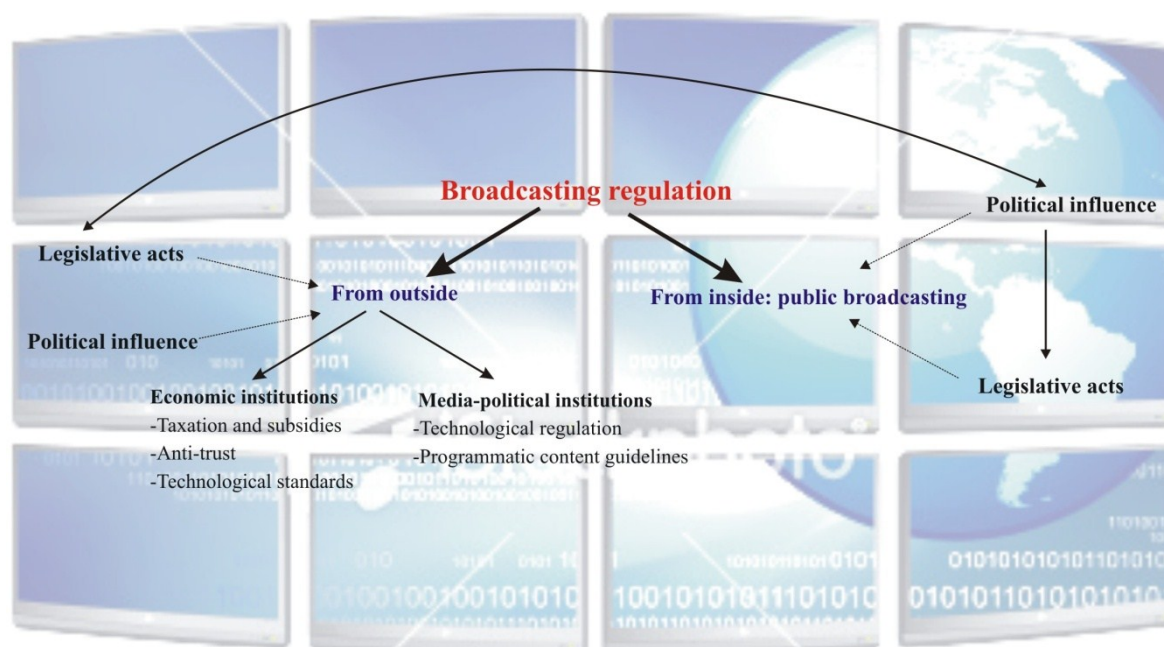 Broadcasting regulation
Political influence
Legislative acts
From outside
From inside: public broadcasting
Political influence
Legislative acts
Economic institutions
-Taxation and subsidies
-Anti-trust
-Technological standards
Media-political institutions
-Technological regulation
-Programmatic content guidelines